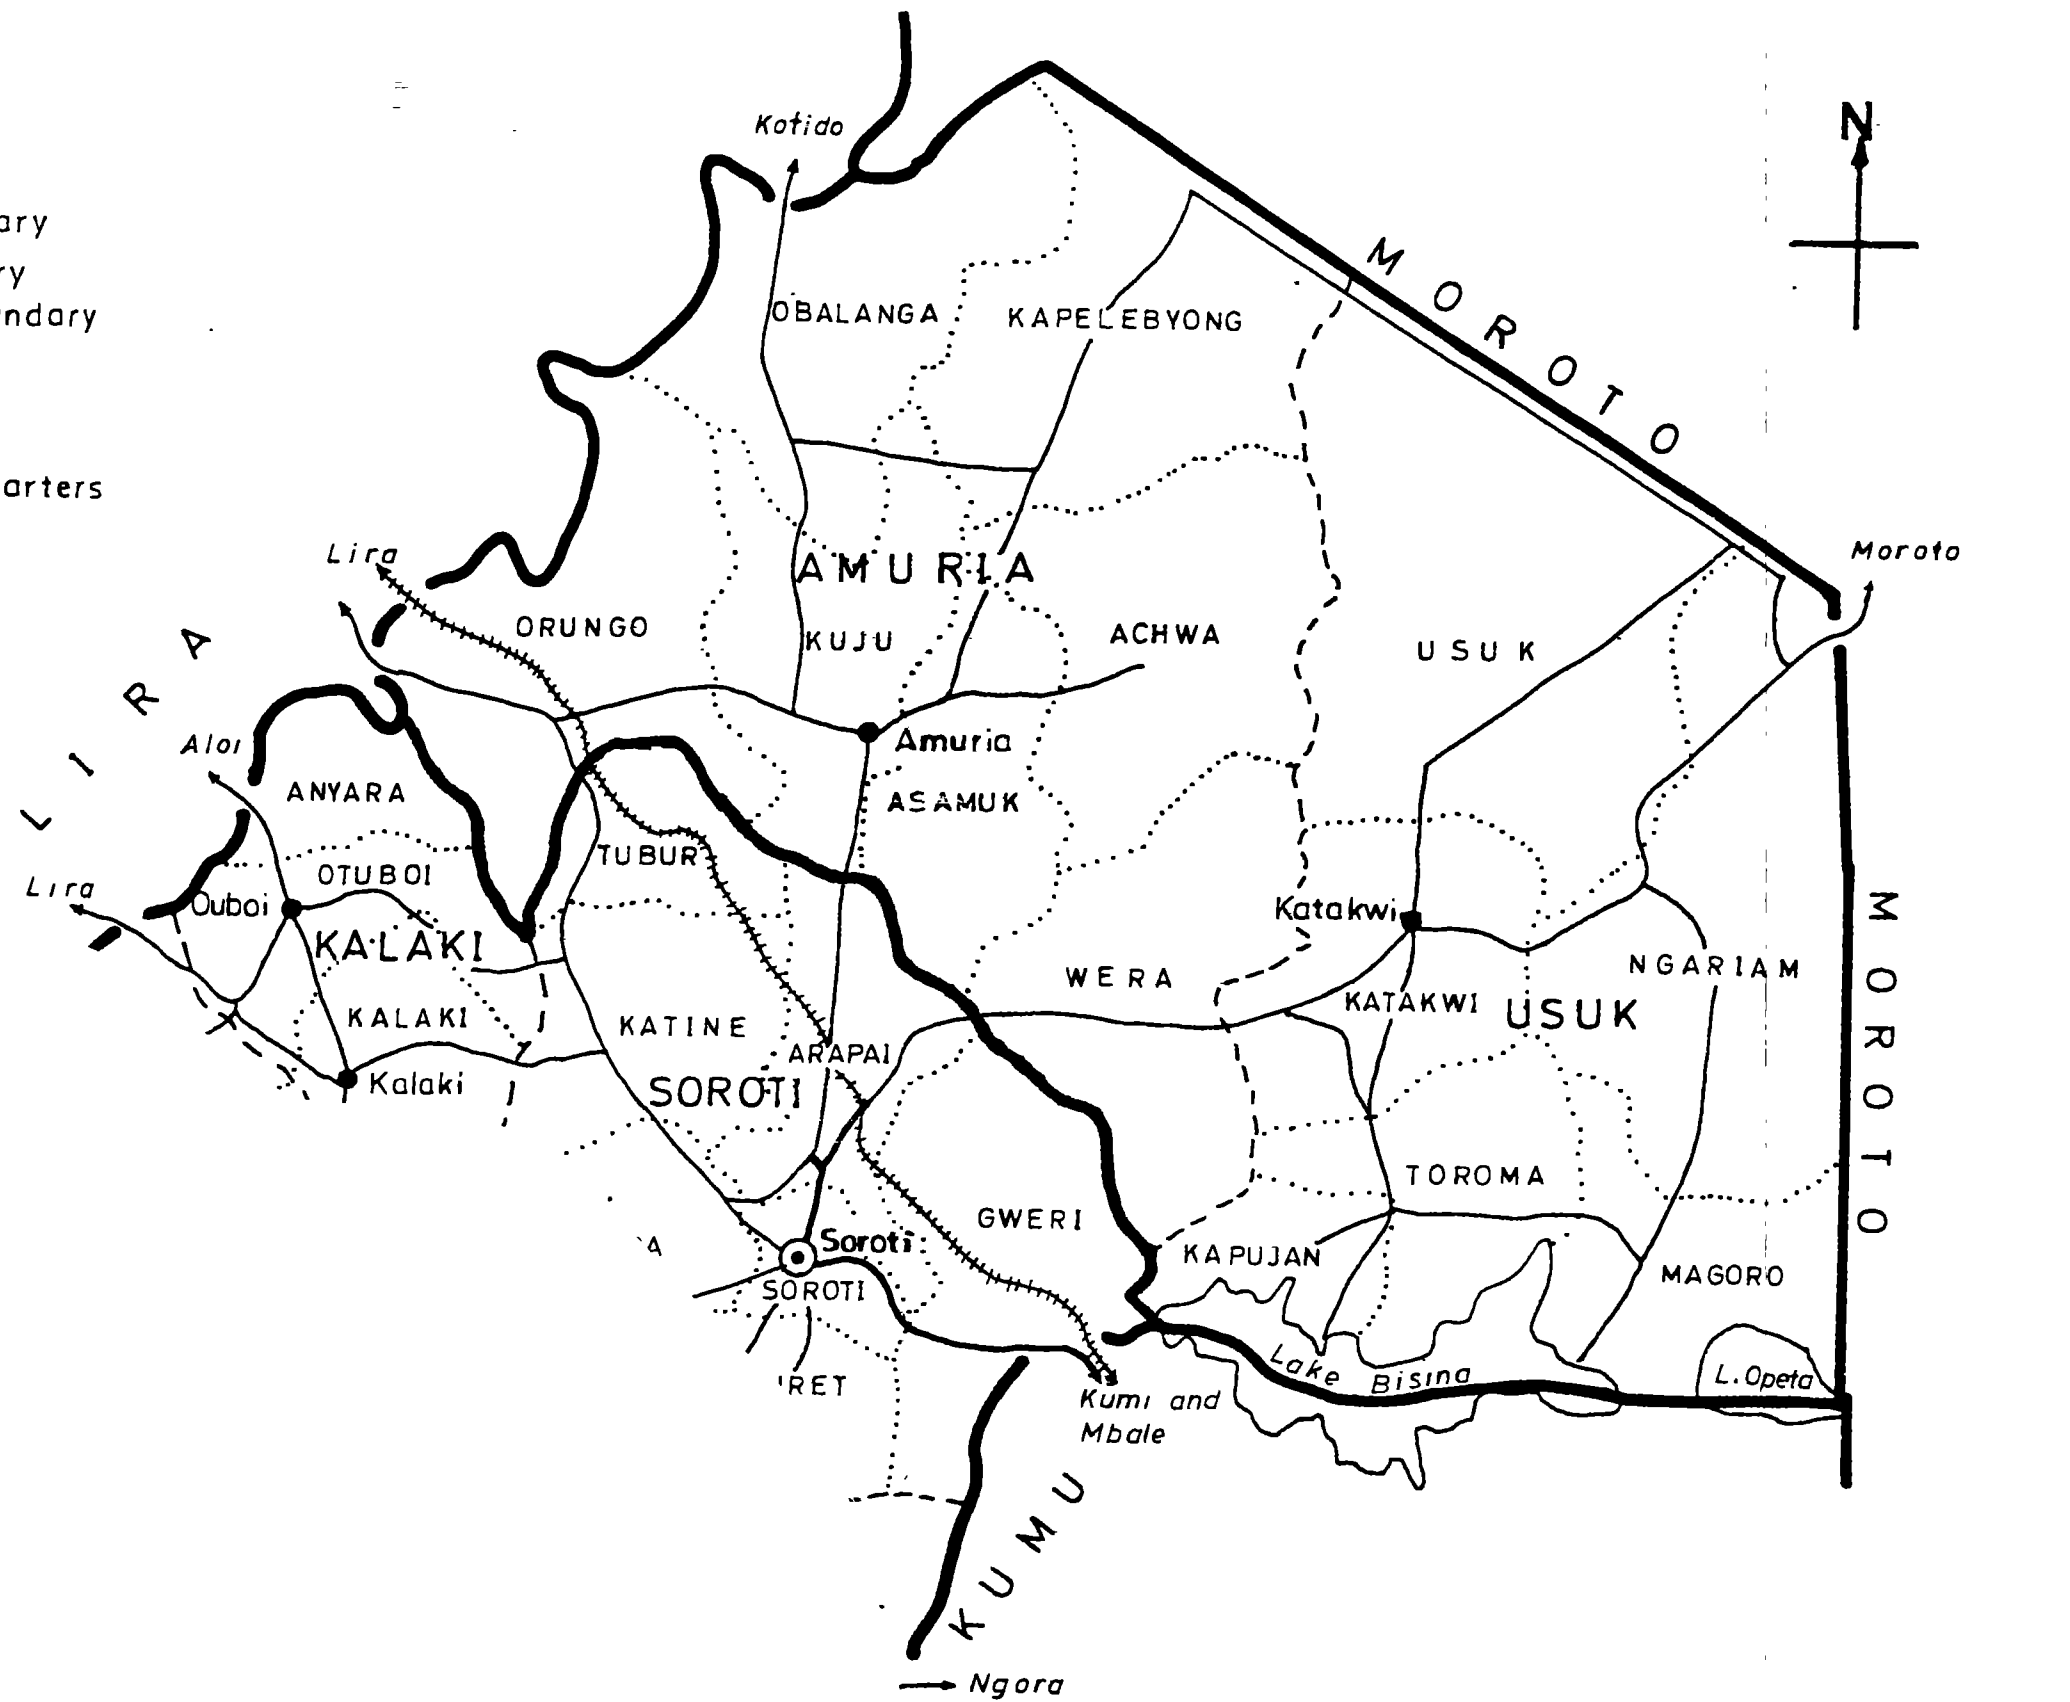 ary
ry
ndary
arters
N
Kotido
MOROTO
OBALANGA
KAPELEBYONG
Lira
AMURIA
Moroto
ORUNGO
KUJU
ACHWA
USUK
LIRA
Aloi
Amuria
ANYARA
ASAMUK
TUBUR
OTUBOI
Lira
Ouboi
Katakwi
KALAKI
WERA
NGARIAM
MOROTO
KATAKWI
USUK
KALAKI
KATINE
ARAPAI
Kalaki
SOROTI
TOROMA
GWERI
A
Soroti
KAPUJAN
MAGORO
SOROTI
Lake Bisina
L. Opeta
RET
Kumi and
Mbale
KUMU
Ngora